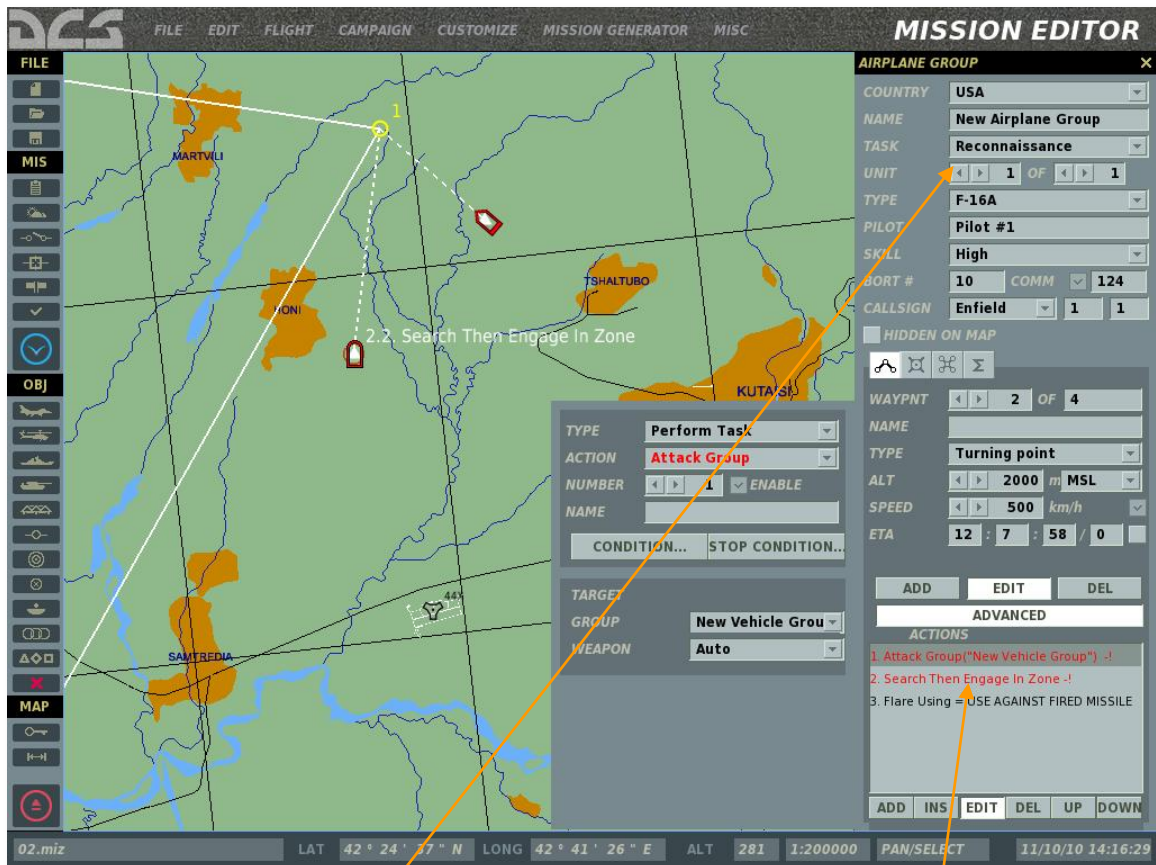 DCS FILE EDIT FLIGHT CAMPAIGN CUSTOMIZE MISSION GENERATOR MISC MISSION EDITOR
FILE
MIS
OBJ
MAP
MARTVILI
1
HONI
TSHALTUBO
2.2. Search Then Engage In Zone
KUTAISI
44X
SAMTREDIA
TYPE Perform Task
ACTION Attack Group
NUMBER 1 ENABLE
NAME
CONDITION... STOP CONDITION...
TARGET
GROUP New Vehicle Grou
WEAPON Auto
AIRPLANE GROUP X
COUNTRY USA
NAME New Airplane Group
TASK Reconnaissance
UNIT 1 OF 1
TYPE F-16A
PILOT Pilot #1
SKILL High
BORT # 10 COMM 124
CALLSIGN Enfield 1 1
HIDDEN ON MAP
Σ
WAYPNT 2 OF 4
NAME
TYPE Turning point
ALT 2000 m MSL
SPEED 500 km/h
ETA 12 : 7 : 58 / 0
ADD EDIT DEL
ADVANCED
ACTIONS
1. Attack Group("New Vehicle Group") -!
2. Search Then Engage In Zone -!
3. Flare Using = USE AGAINST FIRED MISSILE
ADD INS EDIT DEL UP DOWN
02.miz LAT 42 ° 24 ' 37 " N LONG 42 ° 41 ' 26 " E ALT 281 1:200000 PAN/SELECT 11/10/10 14:16:29